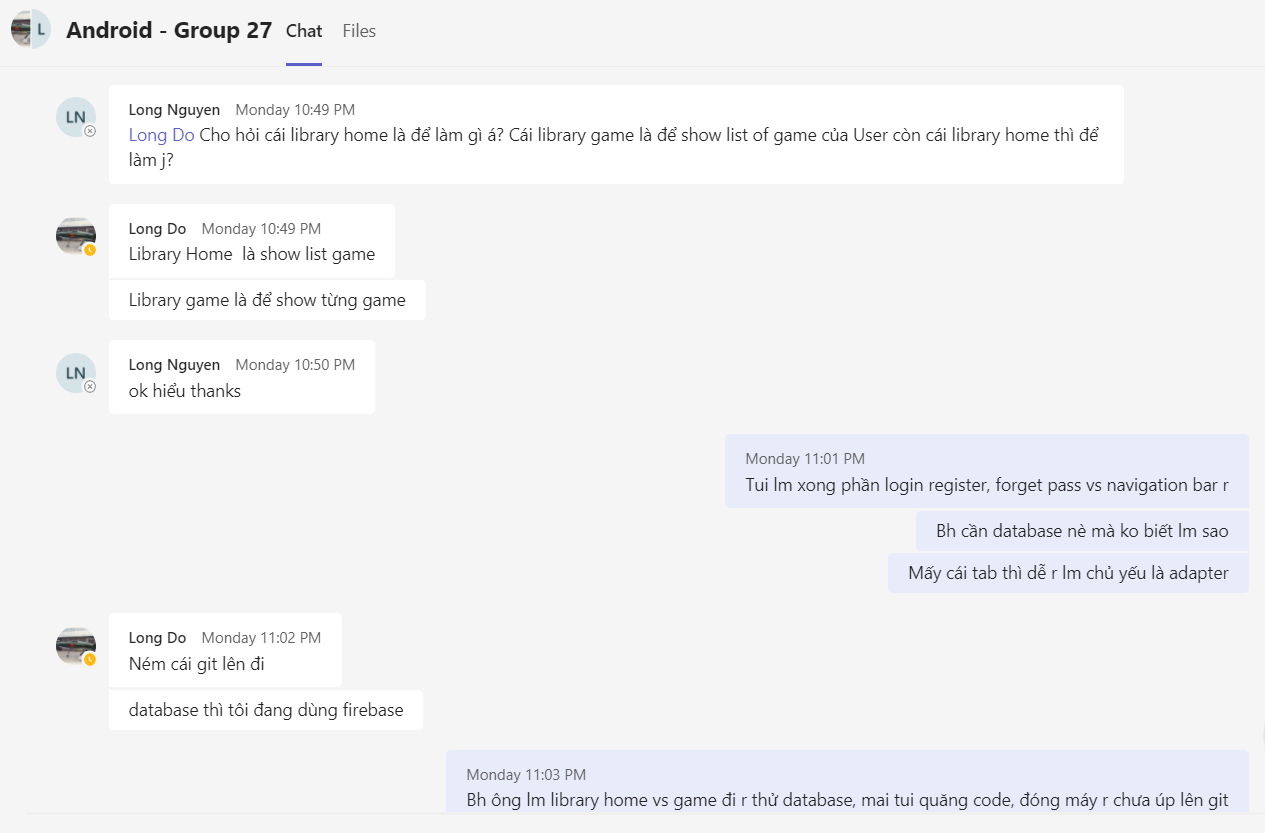 L
Android - Group 27 Chat Files
LN
Long Nguyen Monday 10:49 PM
Long Do Cho hỏi cái library home là để làm gì á? Cái library game là để show list of game của User còn cái library home thì để
làm j?
Long Do Monday 10:49 PM
Library Home là show list game
Library game là để show từng game
LN
Long Nguyen Monday 10:50 PM
ok hiểu thanks
Monday 11:01 PM
Tui lm xong phần login register, forget pass vs navigation bar r
Bh cần database nè mà ko biết lm sao
Mấy cái tab thì dễ r lm chủ yếu là adapter
Long Do Monday 11:02 PM
Ném cái git lên đi
database thì tôi đang dùng firebase
Monday 11:03 PM
Bh ông lm library home vs game đi r thử database, mai tui quăng code, đóng máy r chưa úp lên git